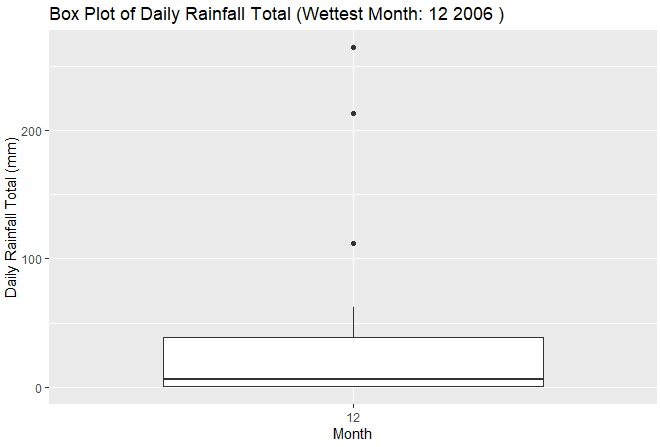 Box Plot of Daily Rainfall Total (Wettest Month: 12 2006 )
Daily Rainfall Total (mm)
200
100
0
12
Month